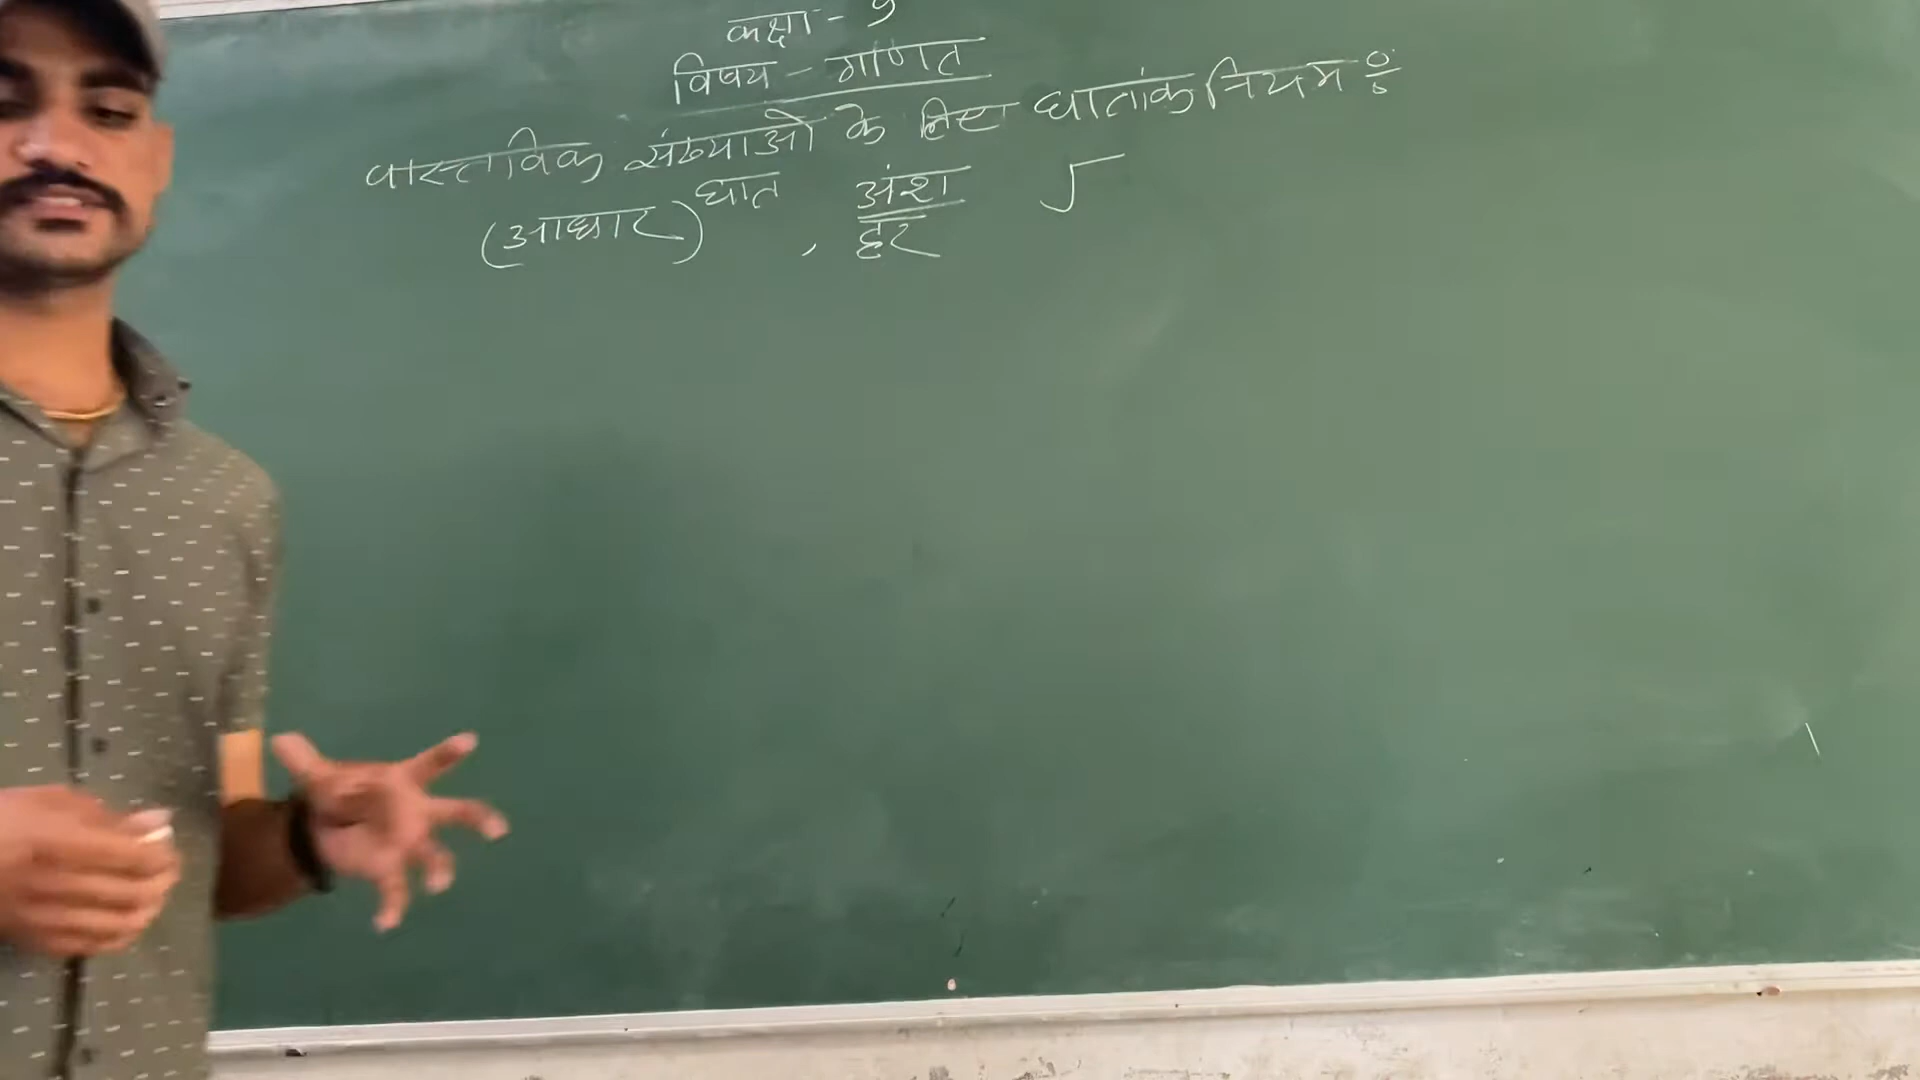 कक्षा - 9
विषय - गणित
वास्तविक संख्याओं के लिए घातांक नियम :-
(आधार)^घात , अंश/हर √